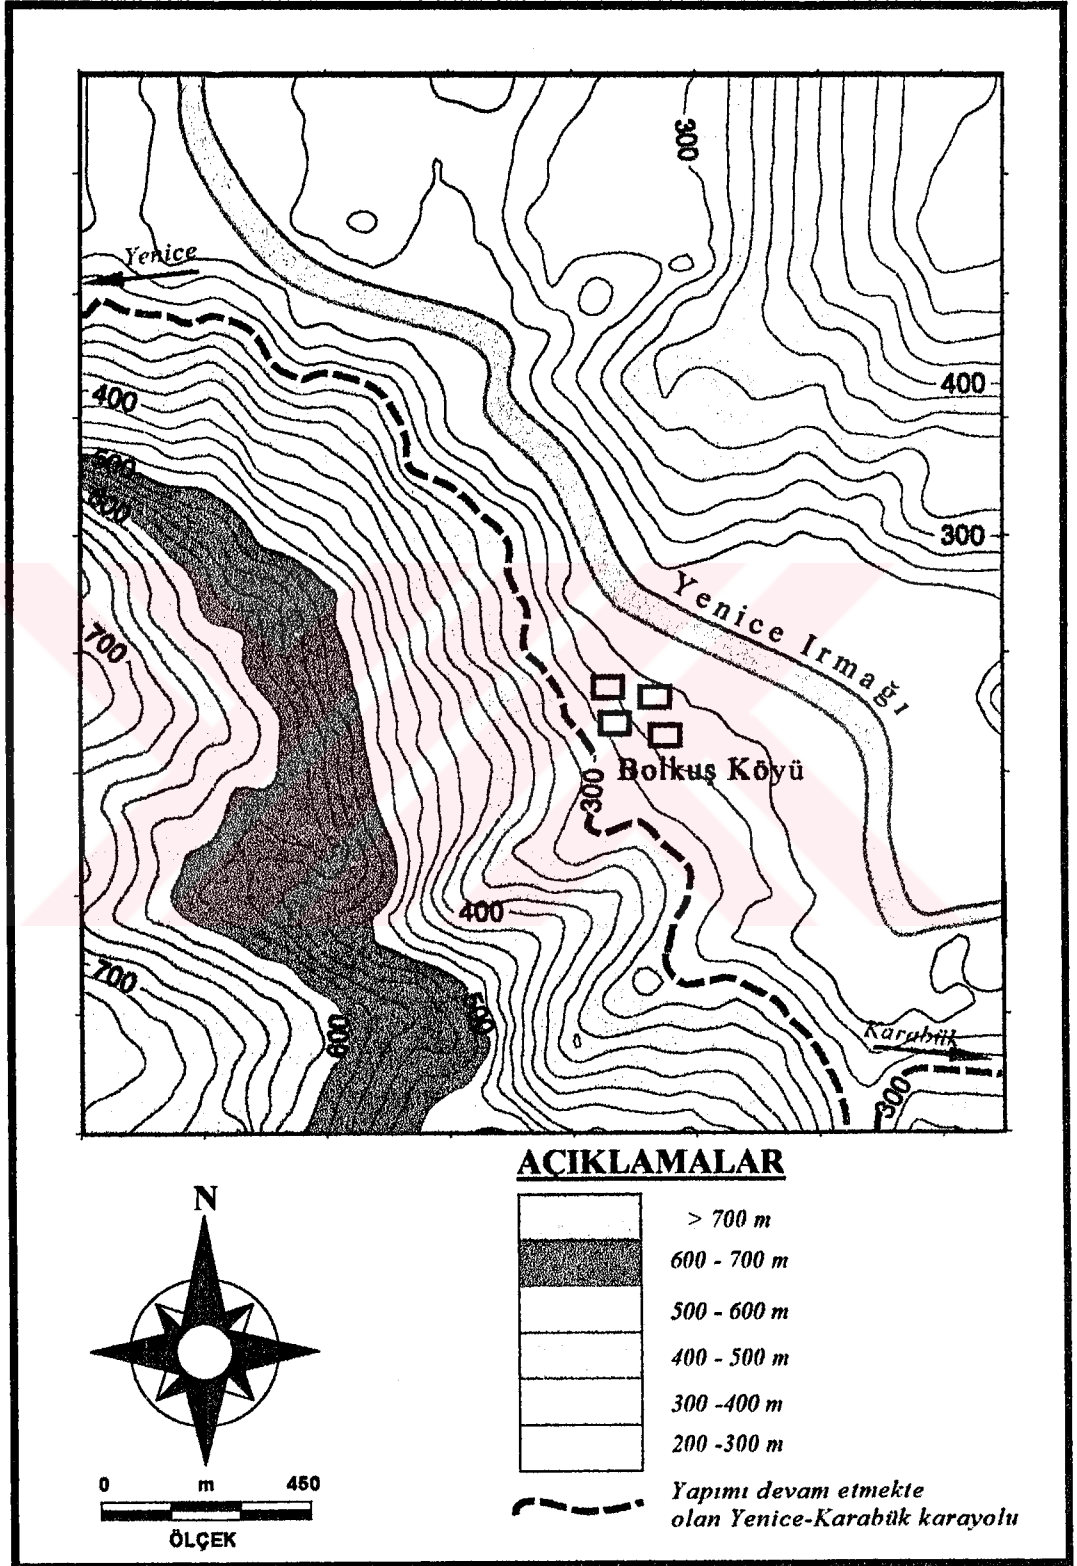 300
Yenice
400
400
500
600
300
Yenice Irmağı
700
Bolkuş Köyü
300
400
700
600
500
Karabük
300
AÇIKLAMALAR
N
> 700 m
600 - 700 m
500 - 600 m
400 - 500 m
300 -400 m
200 -300 m
0 m 450
ÖLÇEK
Yapımı devam etmekte
olan Yenice-Karabük karayolu